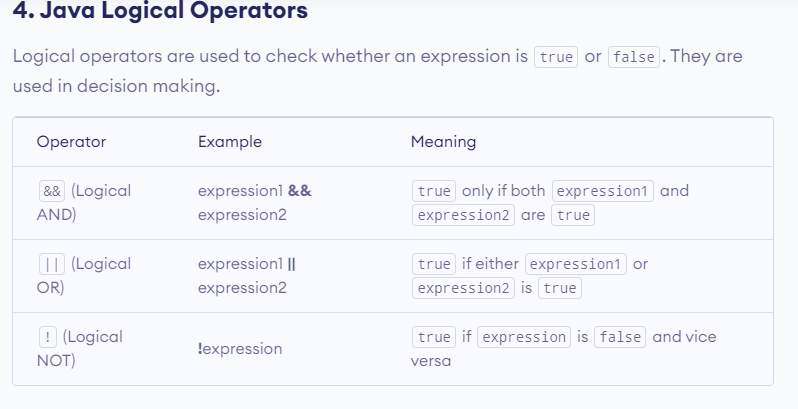 4. Java Logical Operators
Logical operators are used to check whether an expression is true or false. They are
used in decision making.
Operator Example Meaning
&& (Logical AND) expression1 && expression2 true only if both expression1 and expression2 are true
|| (Logical OR) expression1 || expression2 true if either expression1 or expression2 is true
! (Logical NOT) !expression true if expression is false and vice versa